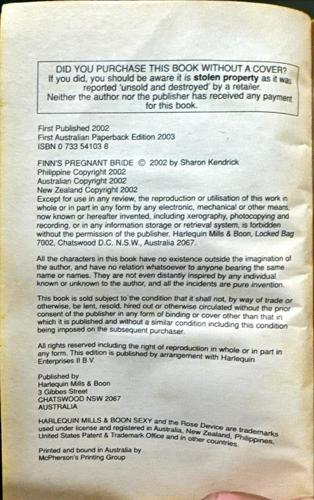 DID YOU PURCHASE THIS BOOK WITHOUT A COVER?
If you did, you should be aware it is stolen property as it was
reported 'unsold and destroyed' by a retailer.
Neither the author nor the publisher has received any payment
for this book.
First Published 2002
First Australian Paperback Edition 2003
ISBN 0 733 54103 8
FINN'S PREGNANT BRIDE © 2002 by Sharon Kendrick
Philippine Copyright 2002
Australian Copyright 2002
New Zealand Copyright 2002
Except for use in any review, the reproduction or utilisation of this work in
whole or in part in any form by any electronic, mechanical or other means,
now known or hereafter invented, including xerography, photocopying and
recording, or in any information storage or retrieval system, is forbidden
without the permission of the publisher, Harlequin Mills & Boon, Locked Bag
7002, Chatswood D.C. N.S.W., Australia 2067.
All the characters in this book have no existence outside the imagination of
the author, and have no relation whatsoever to anyone bearing the same
name or names. They are not even distantly inspired by any individual
known or unknown to the author, and all the incidents are pure invention.
This book is sold subject to the condition that it shall not, by way of trade or
otherwise, be lent, resold, hired out or otherwise circulated without the prior
consent of the publisher in any form of binding or cover other than that in
which it is published and without a similar condition including this condition
being imposed on the subsequent purchaser.
All rights reserved including the right of reproduction in whole or in part in
any form. This edition is published by arrangement with Harlequin
Enterprises II B.V.
Published by
Harlequin Mills & Boon
3 Gibbes Street
CHATSWOOD NSW 2067
AUSTRALIA
HARLEQUIN MILLS & BOON SEXY and the Rose Device are trademarks
used under license and registered in Australia, New Zealand, Philippines,
United States Patent & Trademark Office and in other countries.
Printed and bound in Australia by
McPherson's Printing Group